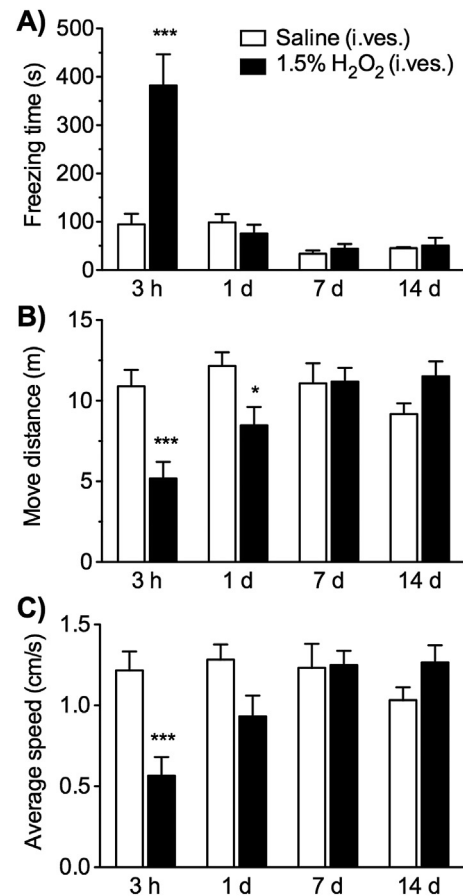 A)
Freezing time (s)
500
400
300
200
100
0
***
Saline (i.ves.)
1.5% H₂O₂ (i.ves.)
3 h 1 d 7 d 14 d
B)
Move distance (m)
15
10
5
0
***
*
3 h 1 d 7 d 14 d
C)
Average speed (cm/s)
1.5
1.0
0.5
0.0
***
3 h 1 d 7 d 14 d